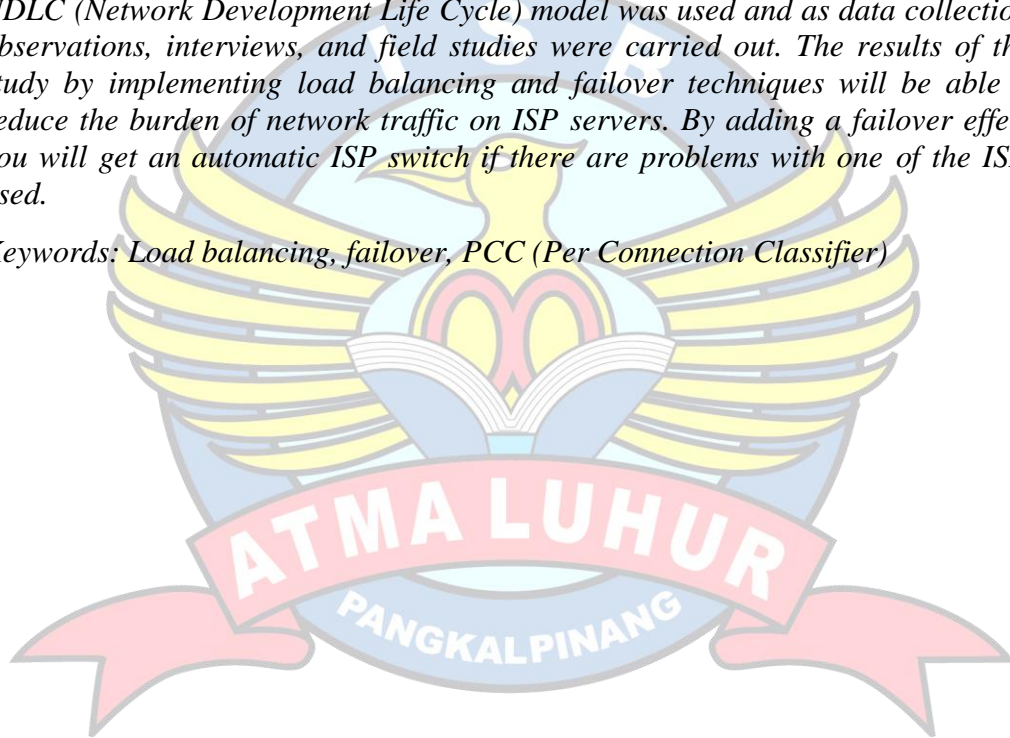 NDLC (Network Development Life Cycle) model was used and as data collection
observations, interviews, and field studies were carried out. The results of
study by implementing load balancing and failover techniques will be able
reduce the burden of network traffic on ISP servers. By adding a failover
you will get an automatic ISP switch if there are problems with one of the
used.
Keywords: Load balancing, failover, PCC (Per Connection Classifier)
ISB
ATMA LUHUR
PANGKALPINANG